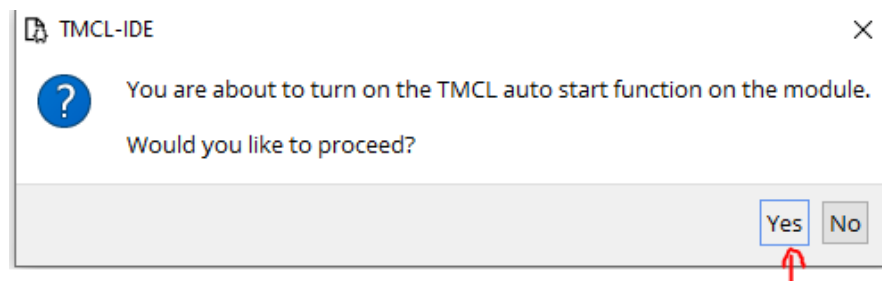 TMCL-IDE
You are about to turn on the TMCL auto start function on the module.
Would you like to proceed?
Yes No